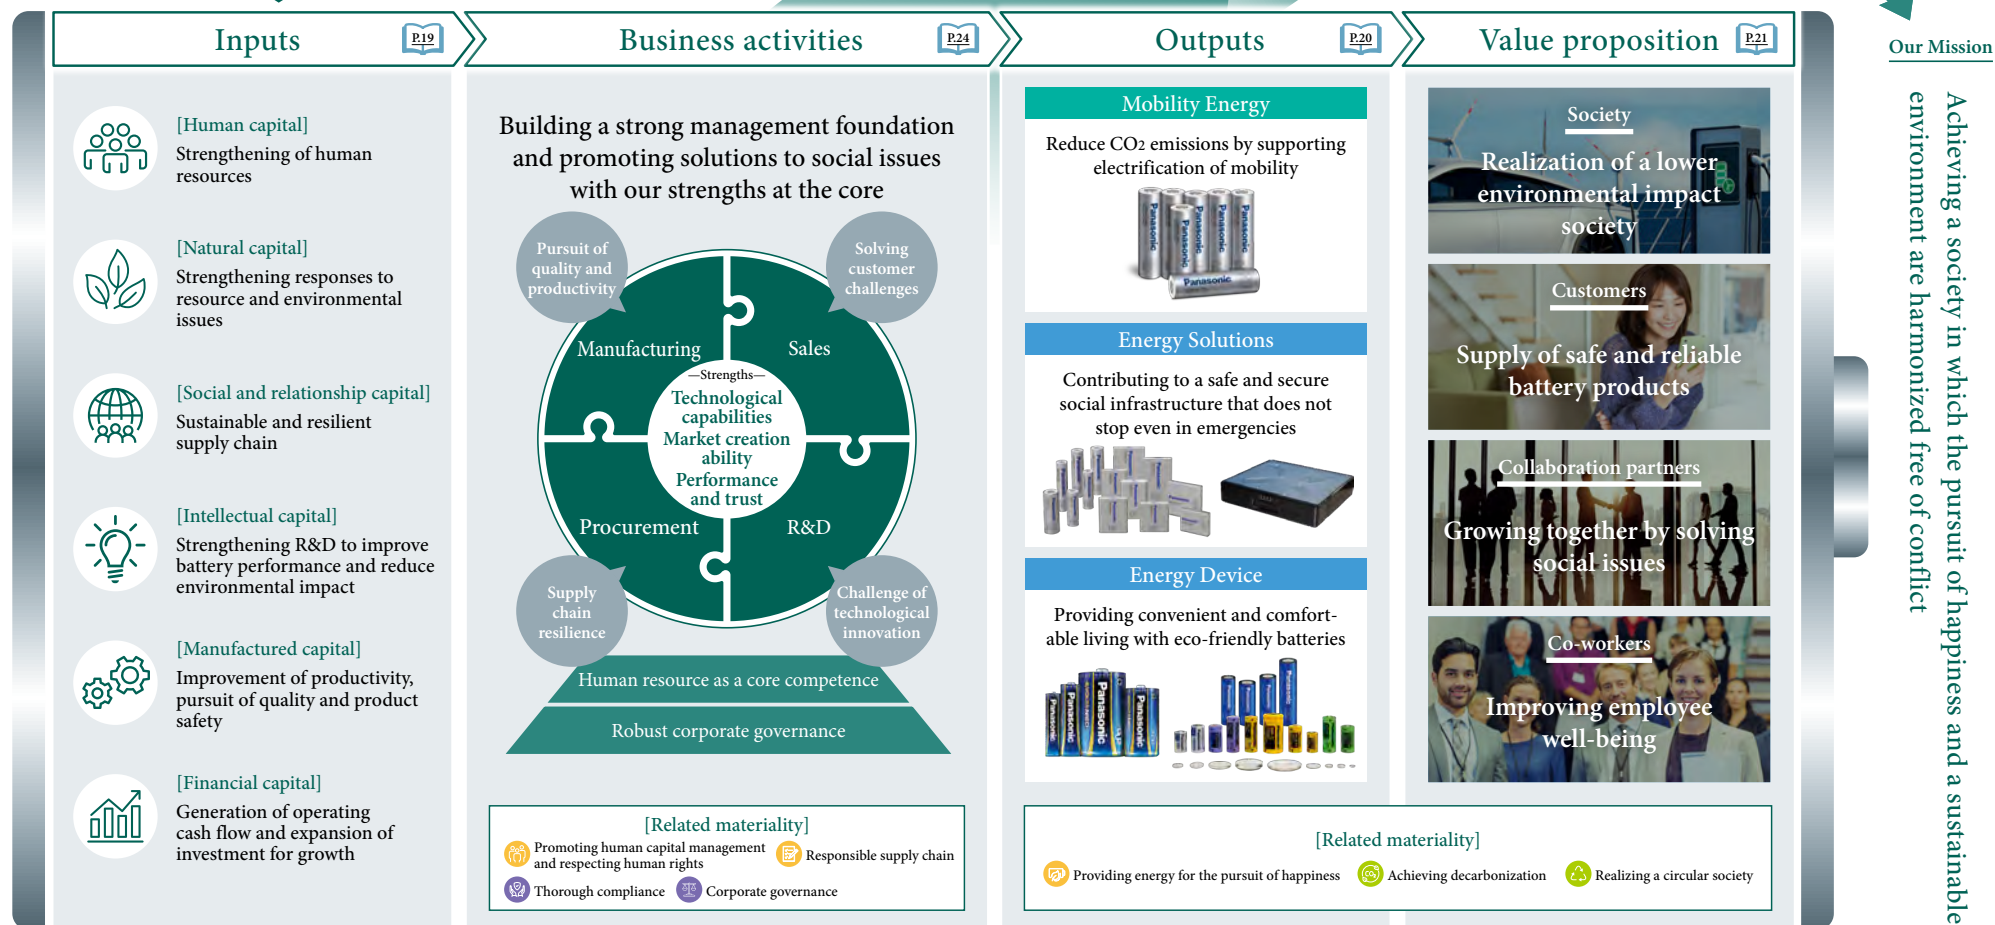 Inputs
P.19
[Human capital]
Strengthening of human
resources
[Natural capital]
Strengthening responses to
resource and environmental
issues
[Social and relationship capital]
Sustainable and resilient
supply chain
[Intellectual capital]
Strengthening R&D to improve
battery performance and reduce
environmental impact
[Manufactured capital]
Improvement of productivity,
pursuit of quality and product
safety
[Financial capital]
Generation of operating
cash flow and expansion of
investment for growth
Business activities
P.24
Building a strong management foundation
and promoting solutions to social issues
with our strengths at the core
Pursuit of
quality and
productivity
Solving
customer
challenges
Manufacturing
Sales
—Strengths—
Technological
capabilities
Market creation
ability
Performance
and trust
Procurement
R&D
Supply
chain
resilience
Challenge of
technological
innovation
Human resource as a core competence
Robust corporate governance
[Related materiality]
Promoting human capital management
and respecting human rights
Responsible supply chain
Thorough compliance
Corporate governance
Outputs
P.20
Mobility Energy
Reduce CO2 emissions by supporting
electrification of mobility
Panasonic
Panasonic
Panasonic
Panasonic
Panasonic
Panasonic
Energy Solutions
Contributing to a safe and secure
social infrastructure that does not
stop even in emergencies
Energy Device
Providing convenient and comfort-
able living with eco-friendly batteries
Panasonic
Panasonic
Panasonic
Panasonic
Panasonic
Value proposition
P.21
Society
Realization of a lower
environmental impact
society
Customers
Supply of safe and reliable
battery products
Collaboration partners
Growing together by solving
social issues
Co-workers
Improving employee
well-being
[Related materiality]
Providing energy for the pursuit of happiness
Achieving decarbonization
Realizing a circular society
Our Mission
Achieving a society in which the pursuit of happiness and a sustainable
environment are harmonized free of conflict